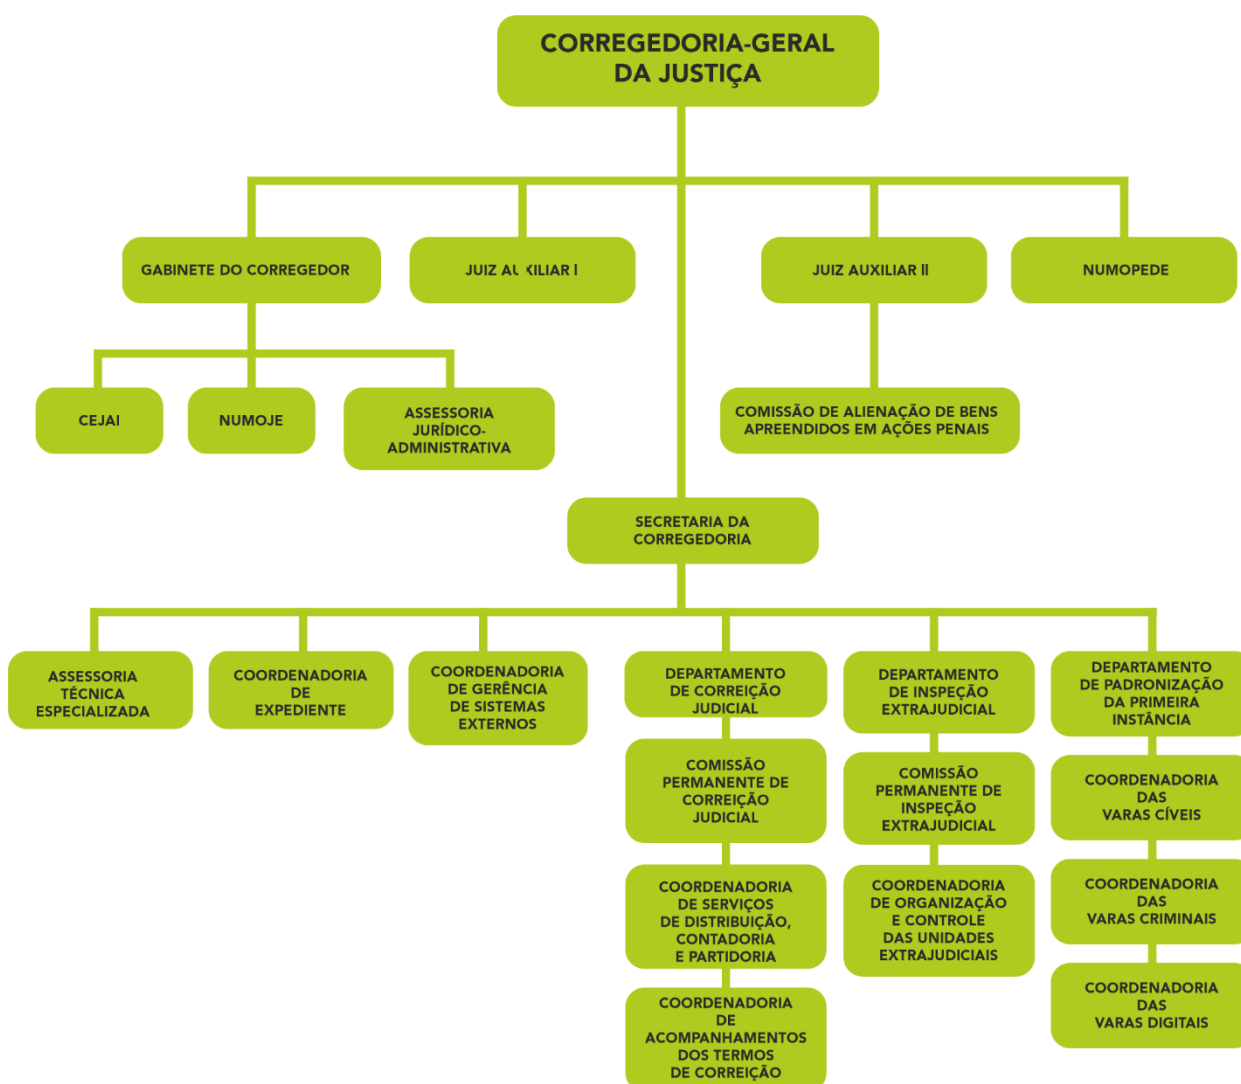 CORREGEDORIA-GERAL
DA JUSTIÇA
GABINETE DO CORREGEDOR
JUIZ AUXILIAR I
JUIZ AUXILIAR II
NUMOPEDE
CEJAI
NUMOJE
ASSESSORIA
JURÍDICO-
ADMINISTRATIVA
COMISSÃO DE ALIENAÇÃO DE BENS
APREENDIDOS EM AÇÕES PENAIS
SECRETARIA DA
CORREGEDORIA
ASSESSORIA
TÉCNICA
ESPECIALIZADA
COORDENADORIA
DE
EXPEDIENTE
COORDENADORIA
DE GERÊNCIA
DE SISTEMAS
EXTERNOS
DEPARTAMENTO
DE CORREIÇÃO
JUDICIAL
DEPARTAMENTO
DE INSPEÇÃO
EXTRAJUDICIAL
DEPARTAMENTO
DE PADRONIZAÇÃO
DA PRIMEIRA
INSTÂNCIA
COMISSÃO
PERMANENTE DE
CORREIÇÃO
JUDICIAL
COMISSÃO
PERMANENTE DE
INSPEÇÃO
EXTRAJUDICIAL
COORDENADORIA
DAS
VARAS CÍVEIS
COORDENADORIA
DE SERVIÇOS
DE DISTRIBUIÇÃO,
CONTADORIA
E PARTIDORIA
COORDENADORIA
DE ORGANIZAÇÃO
E CONTROLE
DAS UNIDADES
EXTRAJUDICIAIS
COORDENADORIA
DAS
VARAS CRIMINAIS
COORDENADORIA
DE
ACOMPANHAMENTOS
DOS TERMOS
DE CORREIÇÃO
COORDENADORIA
DAS
VARAS DIGITAIS